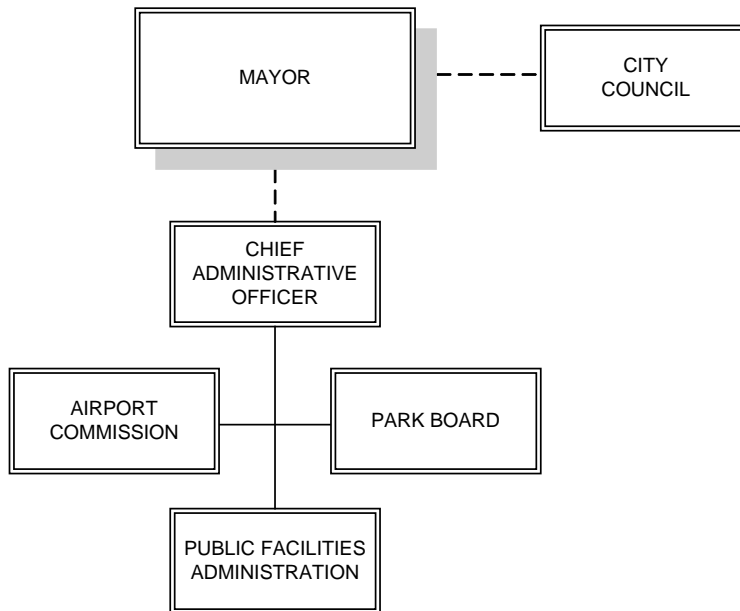 MAYOR
CITY
COUNCIL
CHIEF
ADMINISTRATIVE
OFFICER
AIRPORT
COMMISSION
PARK BOARD
PUBLIC FACILITIES
ADMINISTRATION